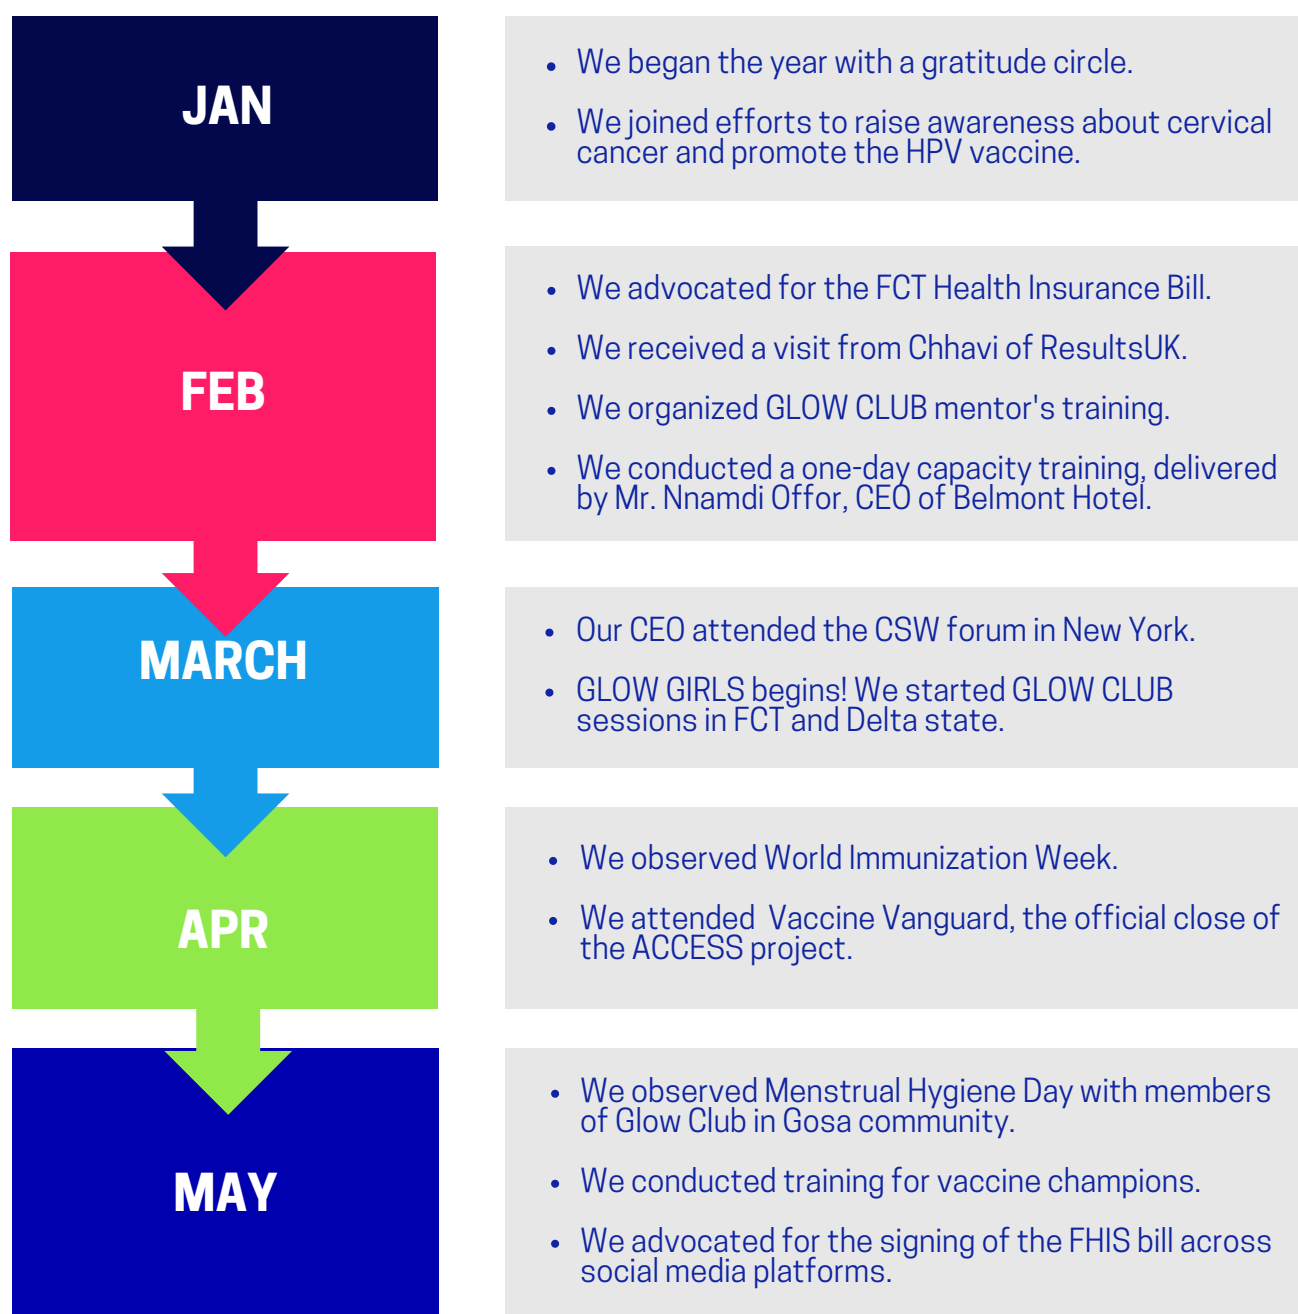 JAN
• We began the year with a gratitude circle.
• We joined efforts to raise awareness about cervical
cancer and promote the HPV vaccine.
FEB
• We advocated for the FCT Health Insurance Bill.
• We received a visit from Chhavi of ResultsUK.
• We organized GLOW CLUB mentor's training.
• We conducted a one-day capacity training, delivered
by Mr. Nnamdi Offor, CEO of Belmont Hotel.
MARCH
• Our CEO attended the CSW forum in New York.
• GLOW GIRLS begins! We started GLOW CLUB
sessions in FCT and Delta state.
APR
• We observed World Immunization Week.
• We attended  Vaccine Vanguard, the official close of
the ACCESS project.
MAY
• We observed Menstrual Hygiene Day with members
of Glow Club in Gosa community.
• We conducted training for vaccine champions.
• We advocated for the signing of the FHIS bill across
social media platforms.